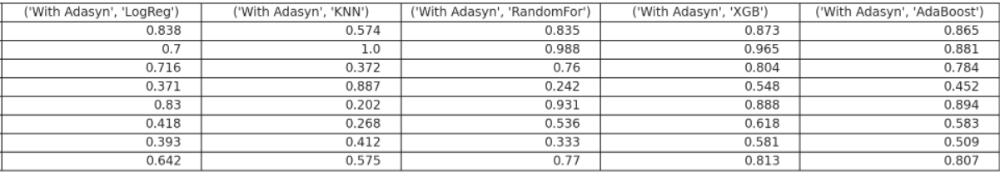 ('With Adasyn', 'LogReg') ('With Adasyn', 'KNN') ('With Adasyn', 'RandomFor') ('With Adasyn', 'XGB') ('With Adasyn', 'AdaBoost')
0.838 0.574 0.835 0.873 0.865
0.7 1.0 0.988 0.965 0.881
0.716 0.372 0.76 0.804 0.784
0.371 0.887 0.242 0.548 0.452
0.83 0.202 0.931 0.888 0.894
0.418 0.268 0.536 0.618 0.583
0.393 0.412 0.333 0.581 0.509
0.642 0.575 0.77 0.813 0.807